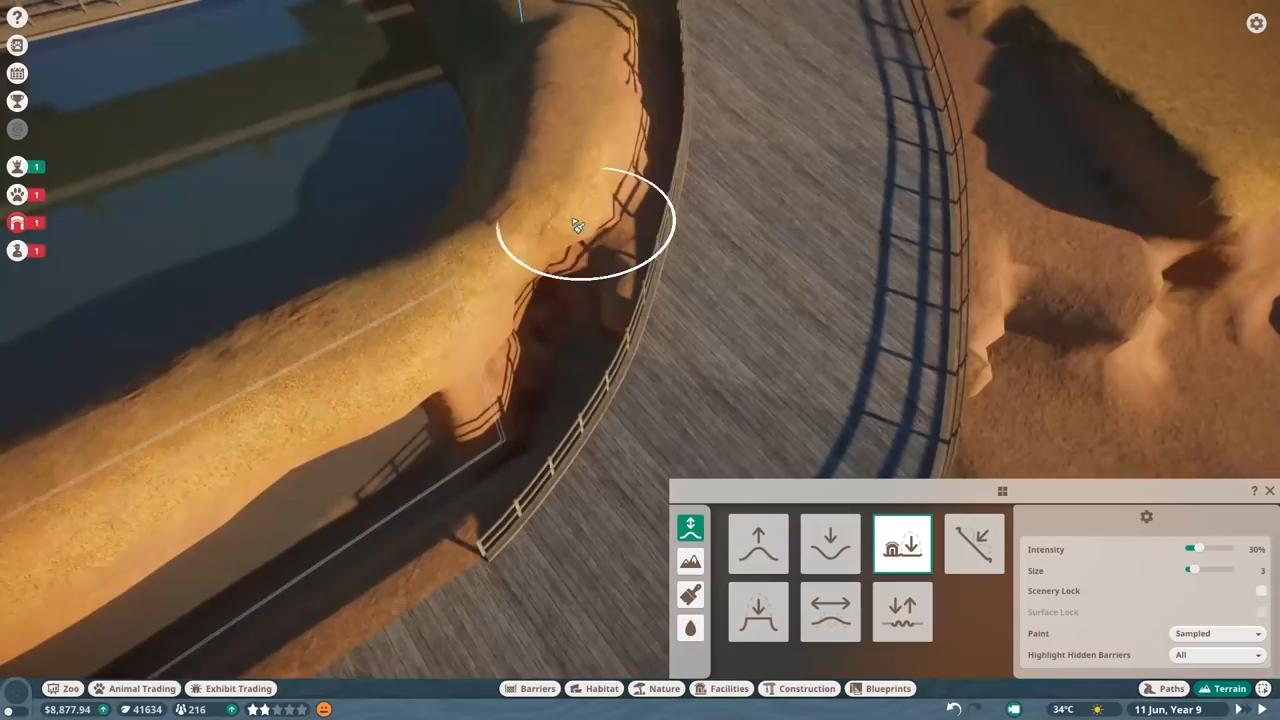 1
1
1
1
Intensity 30%
Size 3
Scenery Lock
Surface Lock
Paint Sampled
Highlight Hidden Barriers All
Zoo Animal Trading Exhibit Trading Barriers Habitat Nature Facilities Construction Blueprints Paths Terrain
$8,877.94 41634 216 34°C 11 Jun, Year 9